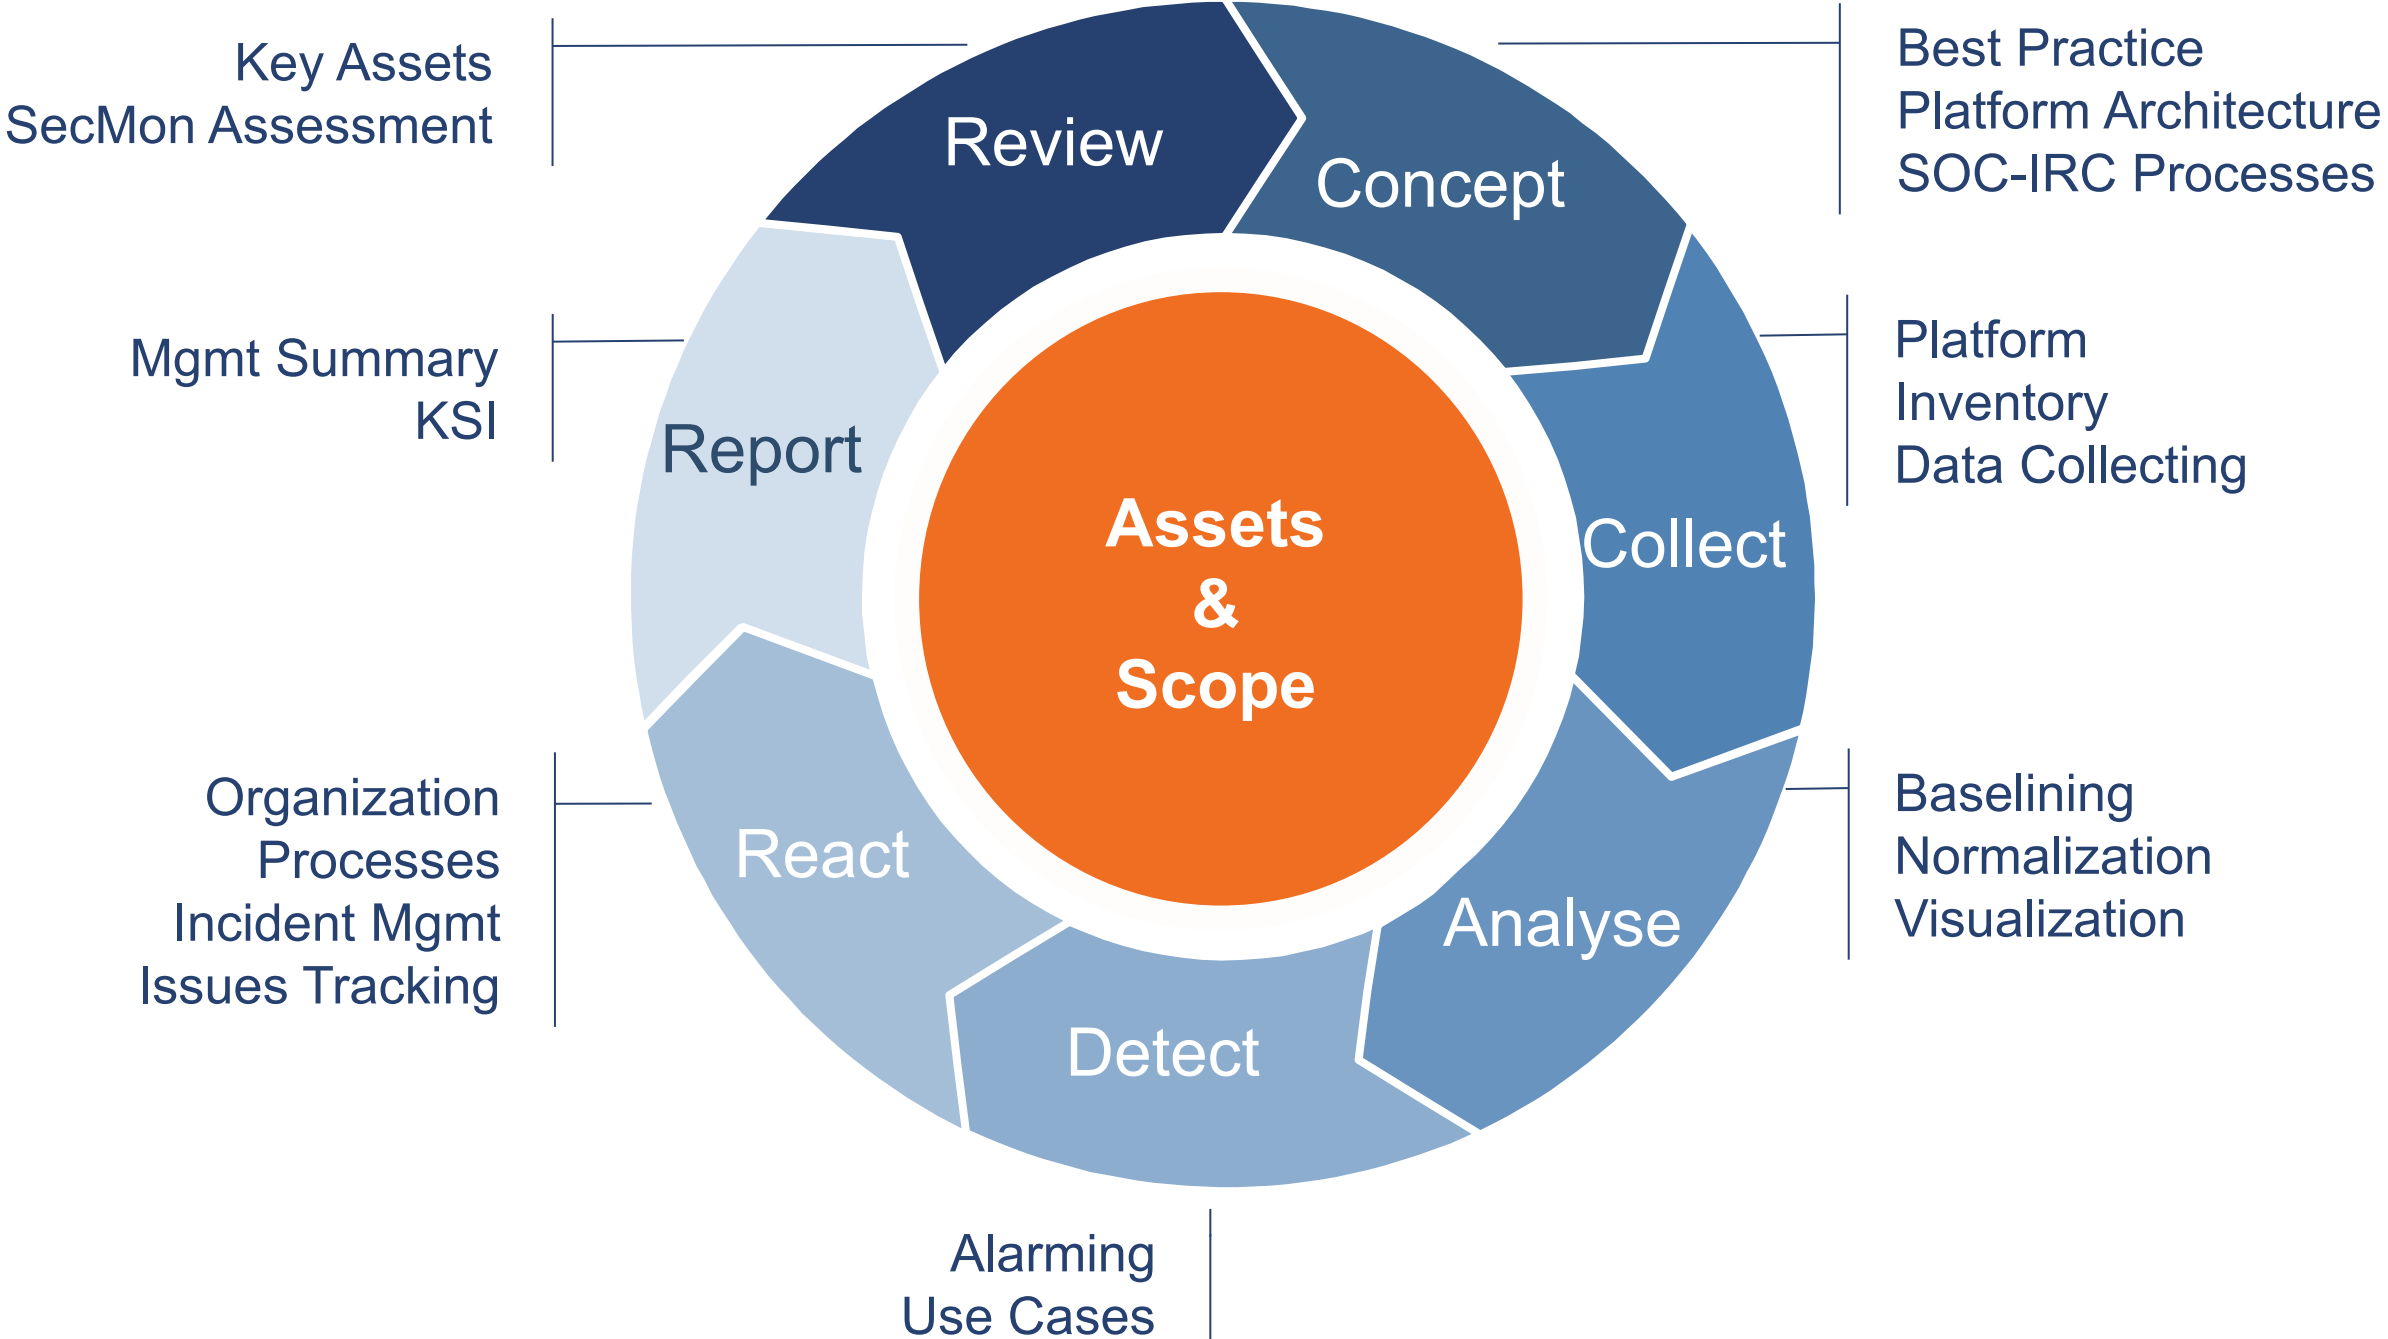 Key Assets
SecMon Assessment
Review
Concept
Best Practice
Platform Architecture
SOC-IRC Processes
Mgmt Summary
KSI
Report
Assets
&
Scope
Collect
Platform
Inventory
Data Collecting
Organization
Processes
Incident Mgmt
Issues Tracking
React
Analyse
Baselining
Normalization
Visualization
Detect
Alarming
Use Cases